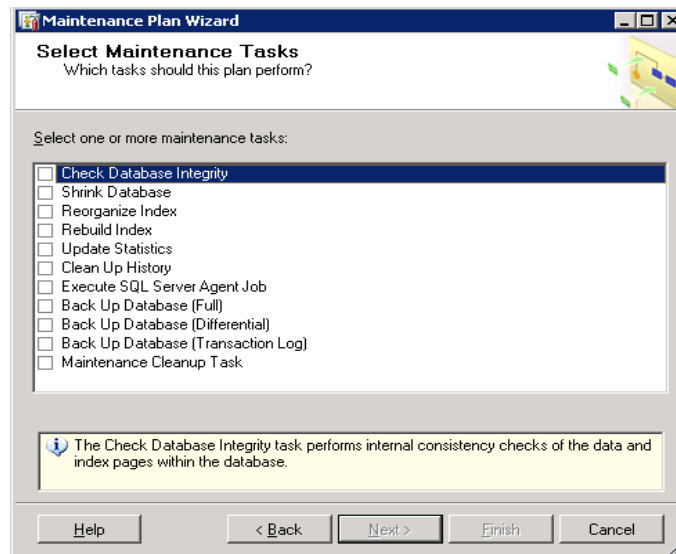 Maintenance Plan Wizard
Select Maintenance Tasks
Which tasks should this plan perform?
Select one or more maintenance tasks:
Check Database Integrity
Shrink Database
Reorganize Index
Rebuild Index
Update Statistics
Clean Up History
Execute SQL Server Agent Job
Back Up Database (Full)
Back Up Database (Differential)
Back Up Database (Transaction Log)
Maintenance Cleanup Task
The Check Database Integrity task performs internal consistency checks of the data and
index pages within the database.
Help
< Back
Next >
Finish
Cancel